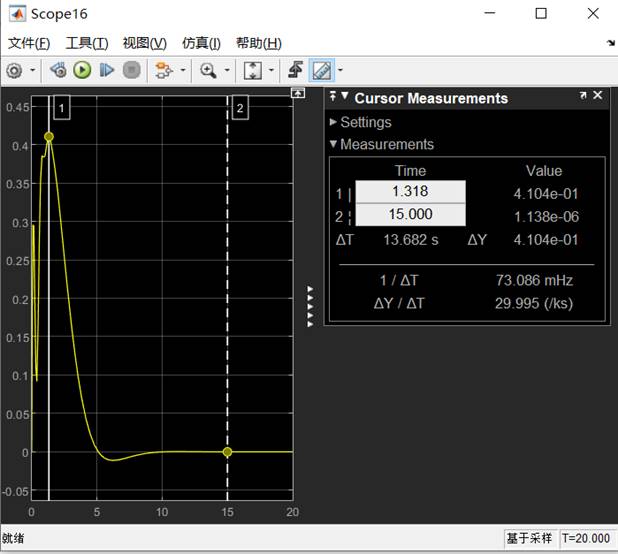 Scope16
文件(F) 工具(T) 视图(V) 仿真(I) 帮助(H)
0.45
0.4
0.35
0.3
0.25
0.2
0.15
0.1
0.05
0
-0.05
0 5 10 15 20
1
2
Cursor Measurements
Settings
Measurements
Time Value
1 | 1.318 4.104e-01
2 ¦ 15.000 1.138e-06
ΔT 13.682 s ΔY 4.104e-01
1 / ΔT 73.086 mHz
ΔY / ΔT 29.995 (/ks)
就绪 基于采样 T=20.000